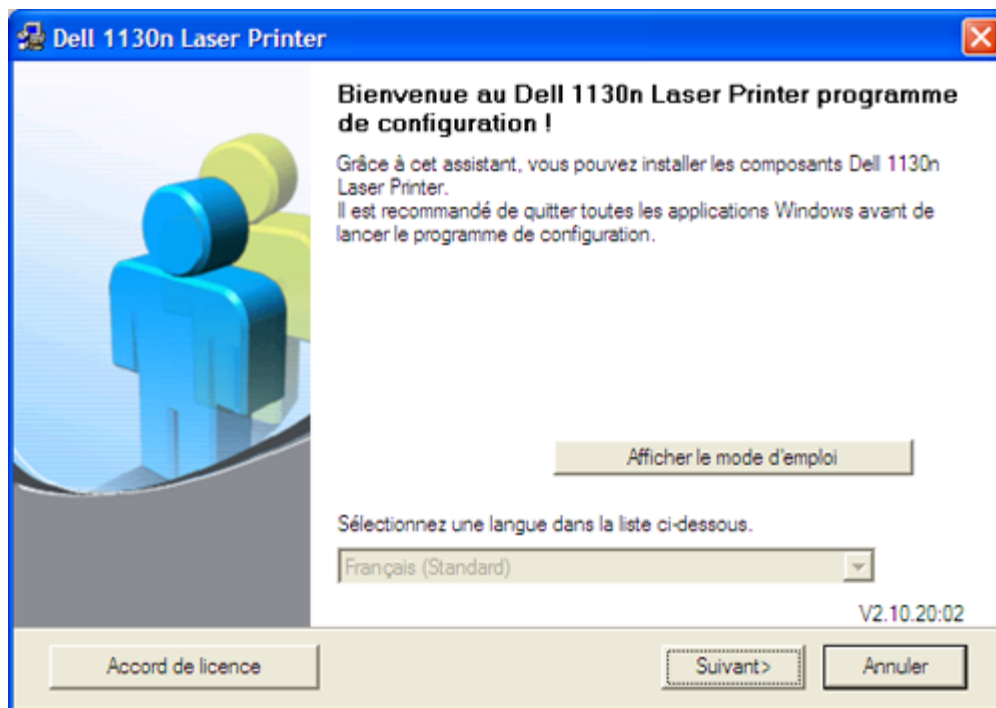 Dell 1130n Laser Printer
Bienvenue au Dell 1130n Laser Printer programme
de configuration !
Grâce à cet assistant, vous pouvez installer les composants Dell 1130n
Laser Printer.
Il est recommandé de quitter toutes les applications Windows avant de
lancer le programme de configuration.
Afficher le mode d'emploi
Sélectionnez une langue dans la liste ci-dessous.
Français (Standard)
V2.10.20:02
Accord de licence
Suivant>
Annuler